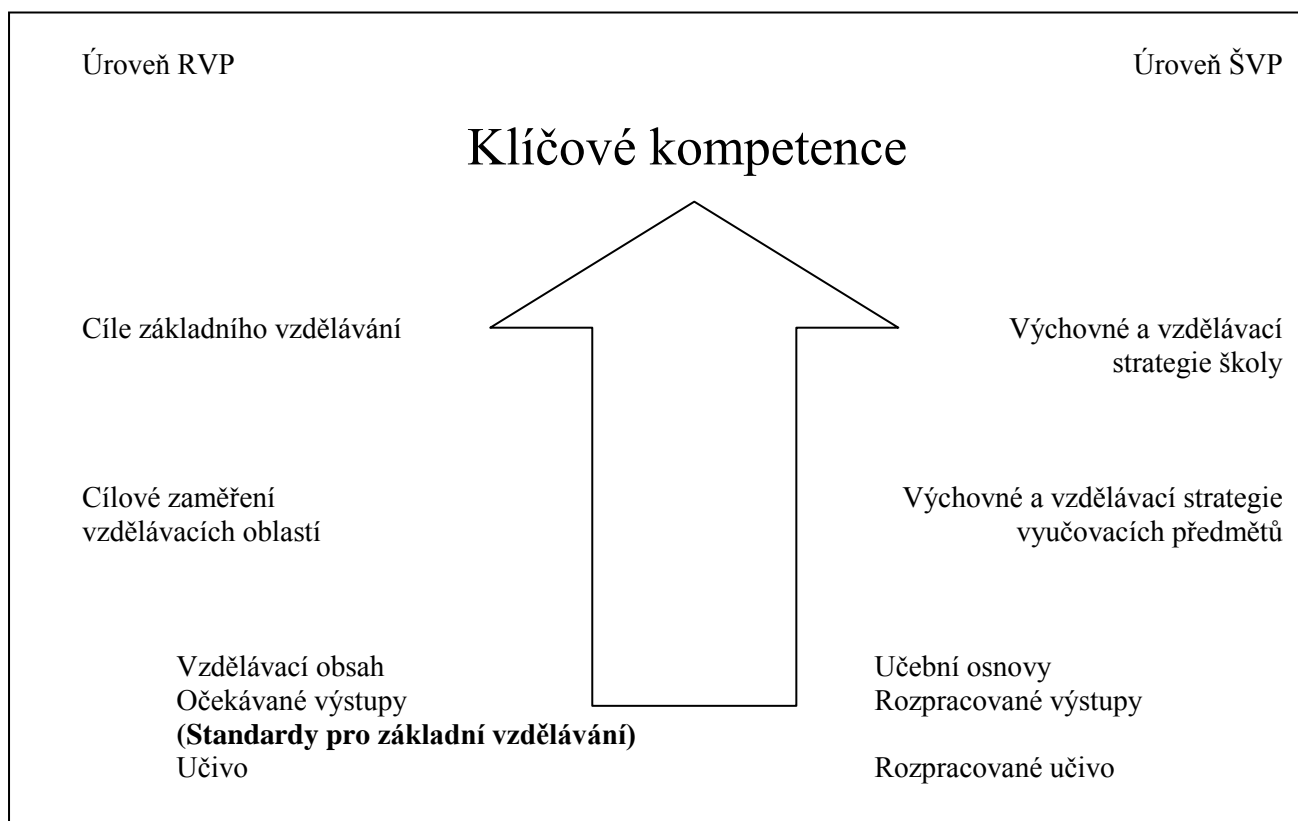 Úroveň RVP
Úroveň ŠVP
Klíčové kompetence
Cíle základního vzdělávání
Výchovné a vzdělávací
strategie školy
Cílové zaměření
vzdělávacích oblastí
Výchovné a vzdělávací strategie
vyučovacích předmětů
Vzdělávací obsah
Očekávané výstupy
(Standardy pro základní vzdělávání)
Učivo
Učební osnovy
Rozpracované výstupy
Rozpracované učivo